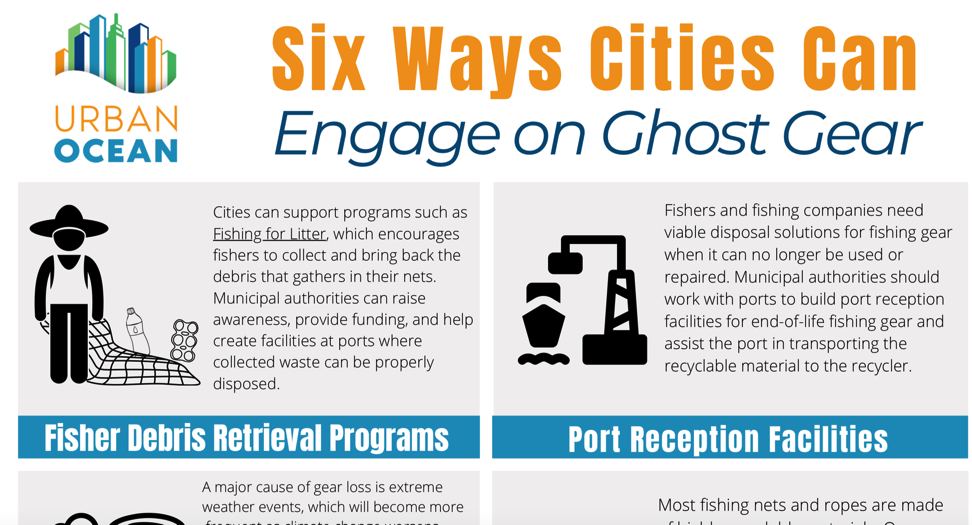 URBAN
OCEAN
Six Ways Cities Can
Engage on Ghost Gear
Cities can support programs such as
Fishing for Litter, which encourages
fishers to collect and bring back the
debris that gathers in their nets.
Municipal authorities can raise
awareness, provide funding, and help
create facilities at ports where
collected waste can be properly
disposed.
Fisher Debris Retrieval Programs
Fishers and fishing companies need
viable disposal solutions for fishing gear
when it can no longer be used or
repaired. Municipal authorities should
work with ports to build port reception
facilities for end-of-life fishing gear and
assist the port in transporting the
recyclable material to the recycler.
Port Reception Facilities
A major cause of gear loss is extreme
weather events, which will become more
frequent as climate change worsens
Most fishing nets and ropes are made